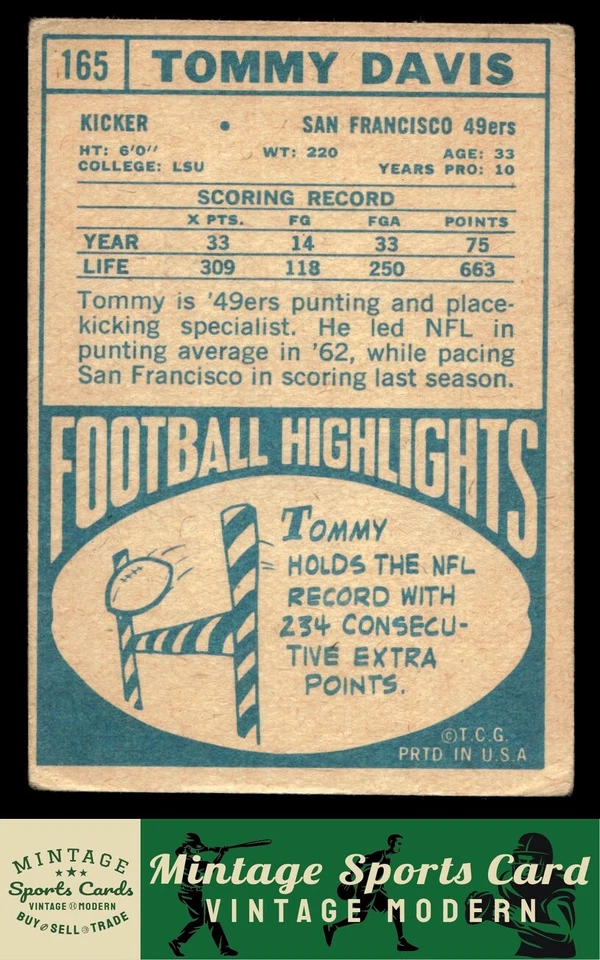 165 TOMMY DAVIS
KICKER • SAN FRANCISCO 49ers
HT: 6'0" WT: 220 AGE: 33
COLLEGE: LSU YEARS PRO: 10
SCORING RECORD
X PTS. FG FGA POINTS
YEAR 33 14 33 75
LIFE 309 118 250 663
Tommy is '49ers punting and place-
kicking specialist. He led NFL in
punting average in '62, while pacing
San Francisco in scoring last season.
FOOTBALL HIGHLIGHTS
TOMMY
HOLDS THE NFL
RECORD WITH
234 CONSECU-
TIVE EXTRA
POINTS.
©T.C.G.
PRTD IN U.S.A
MINTAGE
Sports Cards
VINTAGE MODERN
BUY SELL TRADE
Mintage Sports Card
VINTAGE MODERN